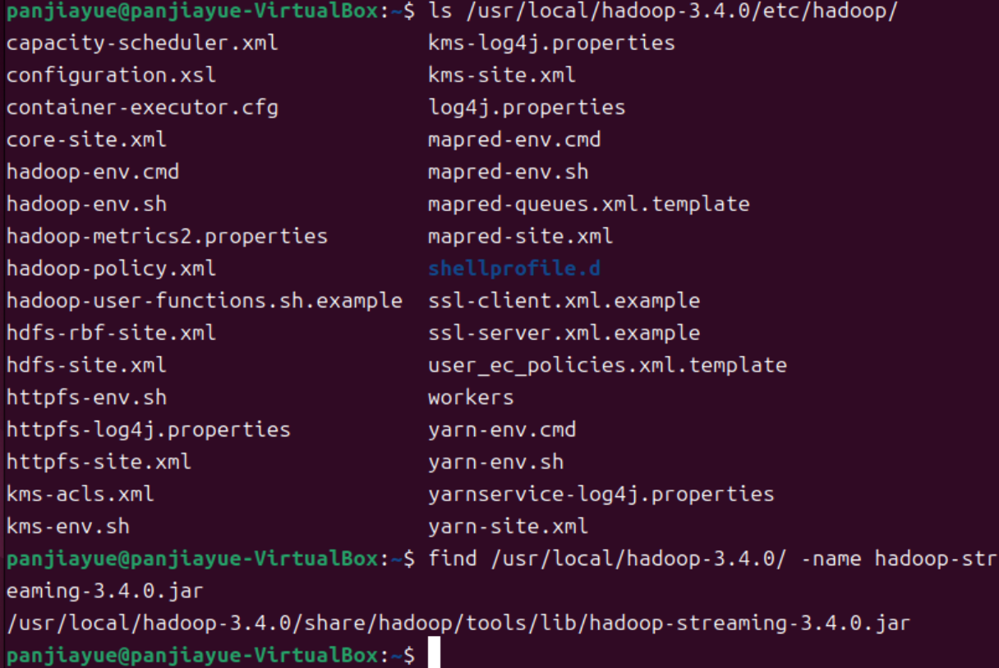 panjiayue@panjiayue-VirtualBox:~$ ls /usr/local/hadoop-3.4.0/etc/hadoop/
capacity-scheduler.xml kms-log4j.properties
configuration.xsl kms-site.xml
container-executor.cfg log4j.properties
core-site.xml mapred-env.cmd
hadoop-env.cmd mapred-env.sh
hadoop-env.sh mapred-queues.xml.template
hadoop-metrics2.properties mapred-site.xml
hadoop-policy.xml shellprofile.d
hadoop-user-functions.sh.example ssl-client.xml.example
hdfs-rbf-site.xml ssl-server.xml.example
hdfs-site.xml user_ec_policies.xml.template
httpfs-env.sh workers
httpfs-log4j.properties yarn-env.cmd
httpfs-site.xml yarn-env.sh
kms-acls.xml yarnservice-log4j.properties
kms-env.sh yarn-site.xml
panjiayue@panjiayue-VirtualBox:~$ find /usr/local/hadoop-3.4.0/ -name hadoop-str
eaming-3.4.0.jar
/usr/local/hadoop-3.4.0/share/hadoop/tools/lib/hadoop-streaming-3.4.0.jar
panjiayue@panjiayue-VirtualBox:~$